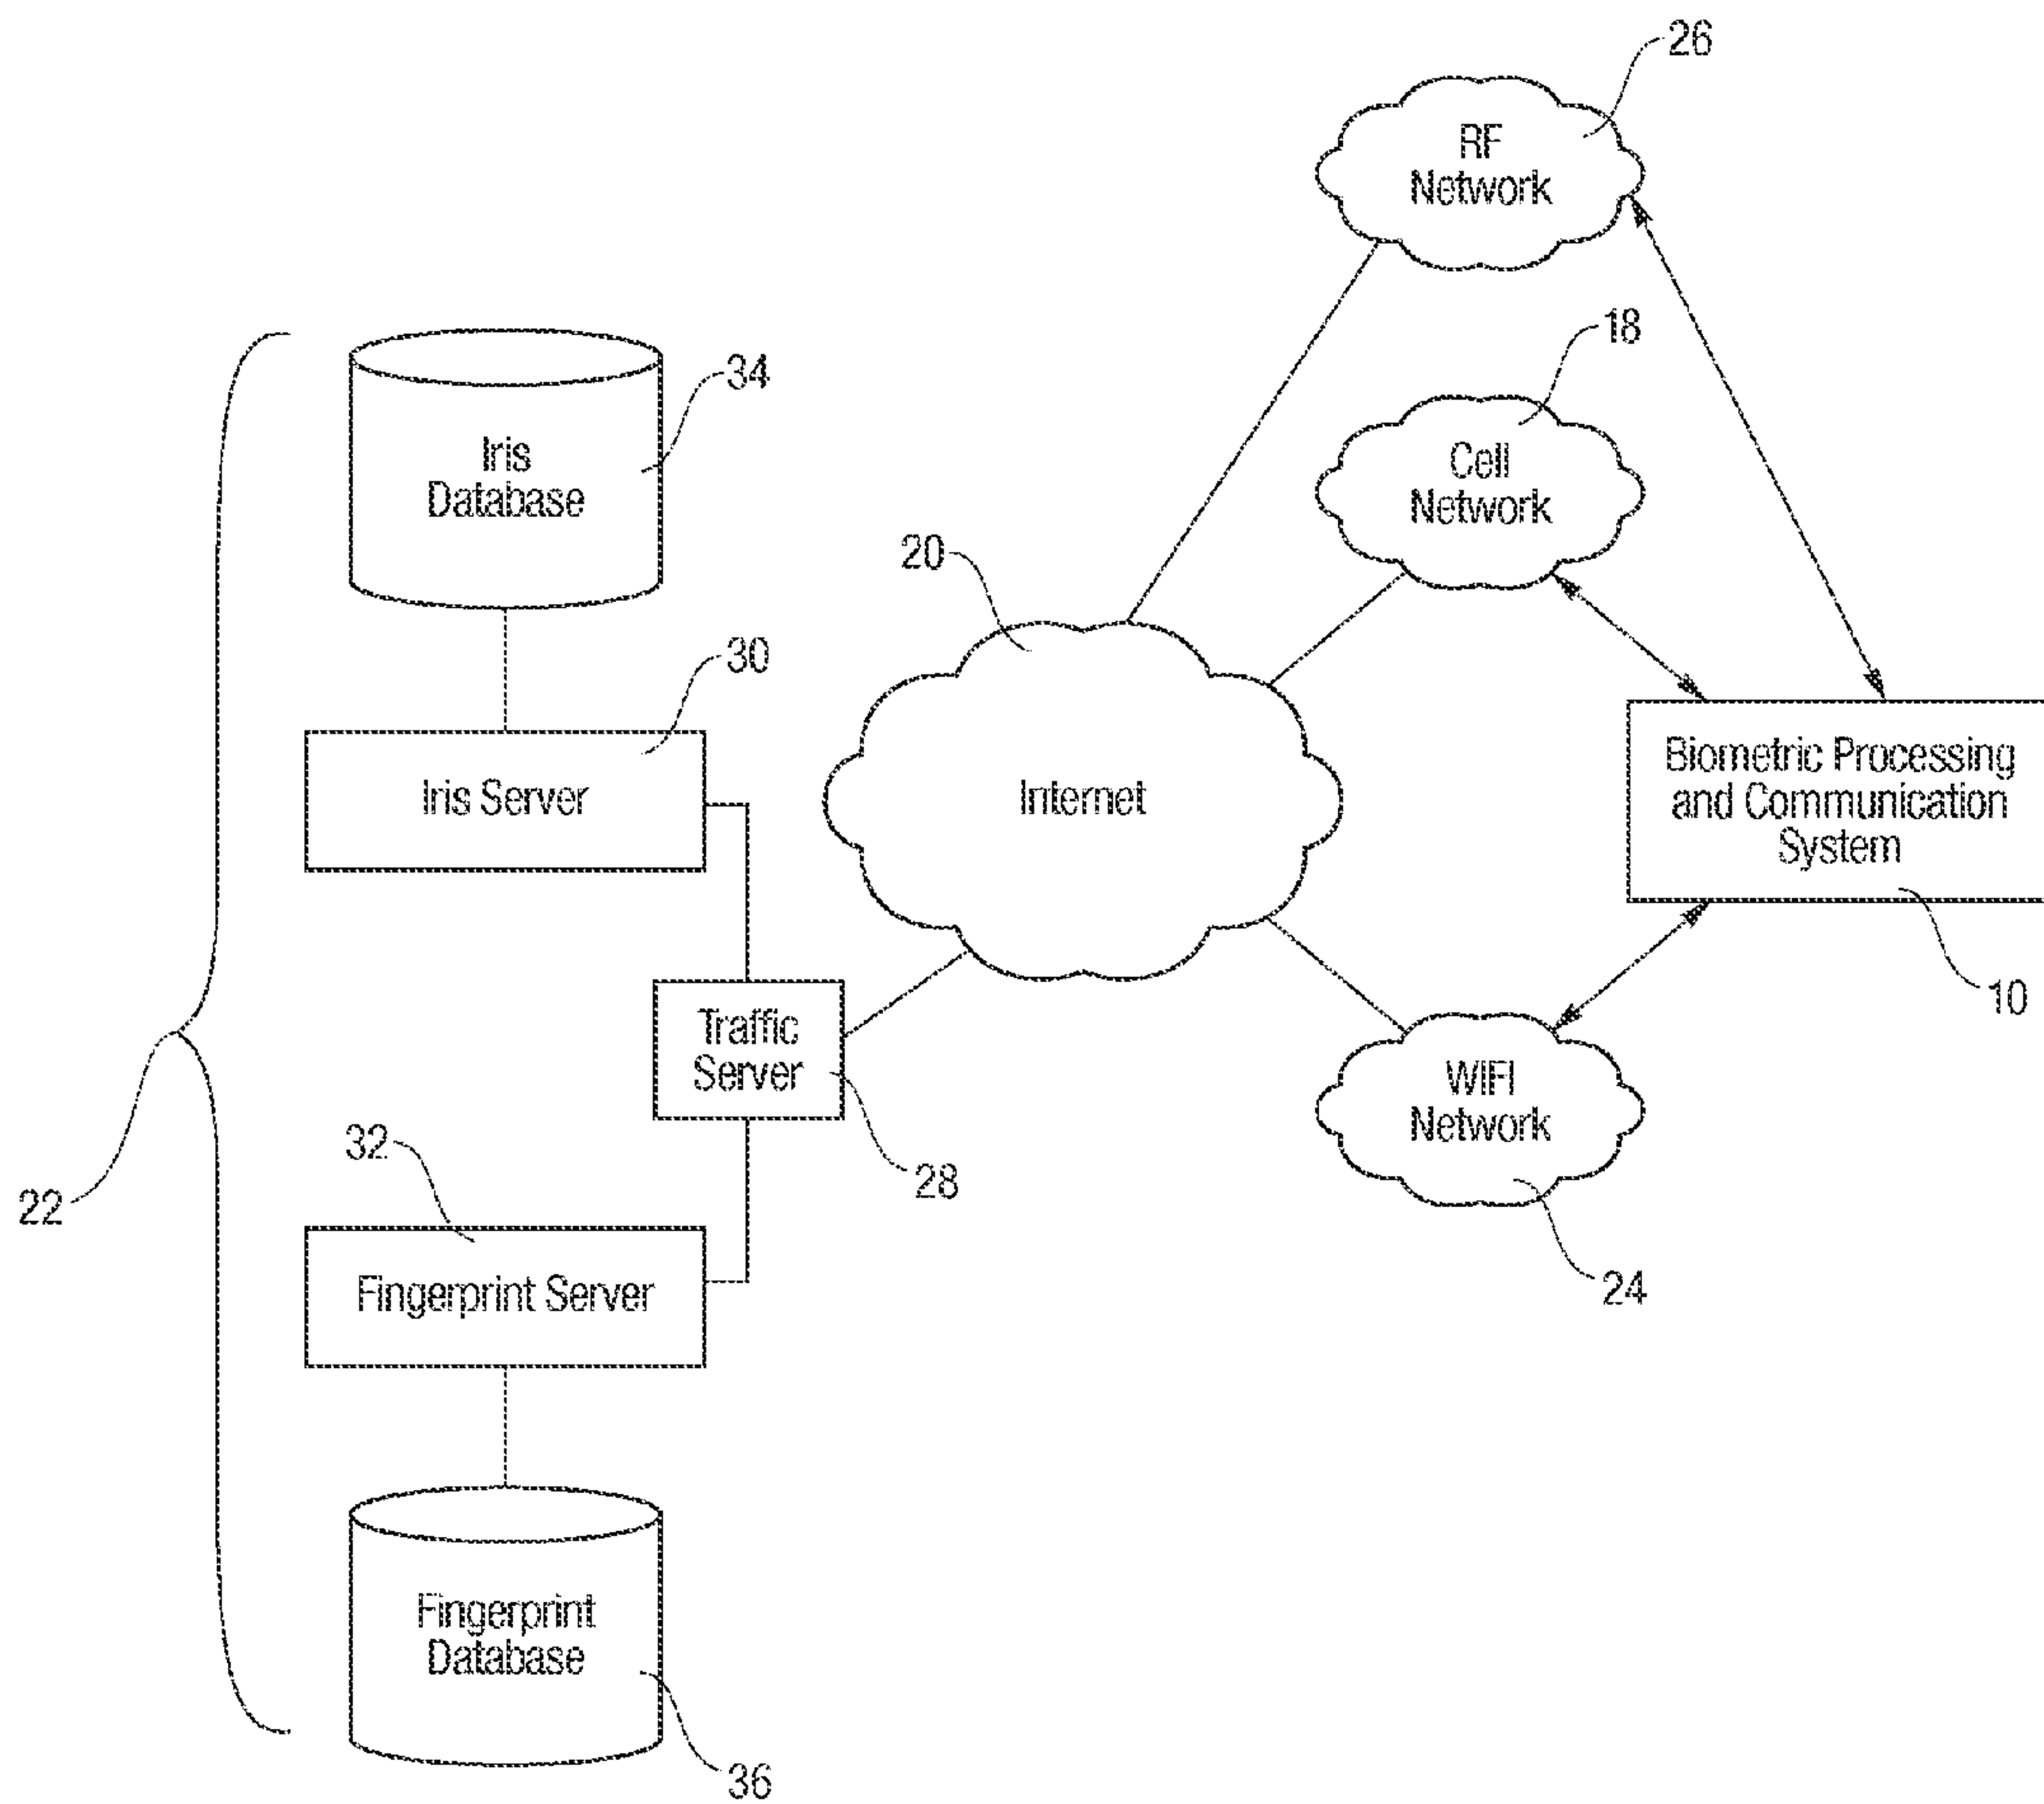 26
RF
Network
18
Cell
Network
34
Iris
Database
20
30
Iris Server
Internet
Biometric Processing
and Communication
System
10
Traffic
Server
28
WIFI
Network
24
22
32
Fingerprint Server
Fingerprint
Database
36